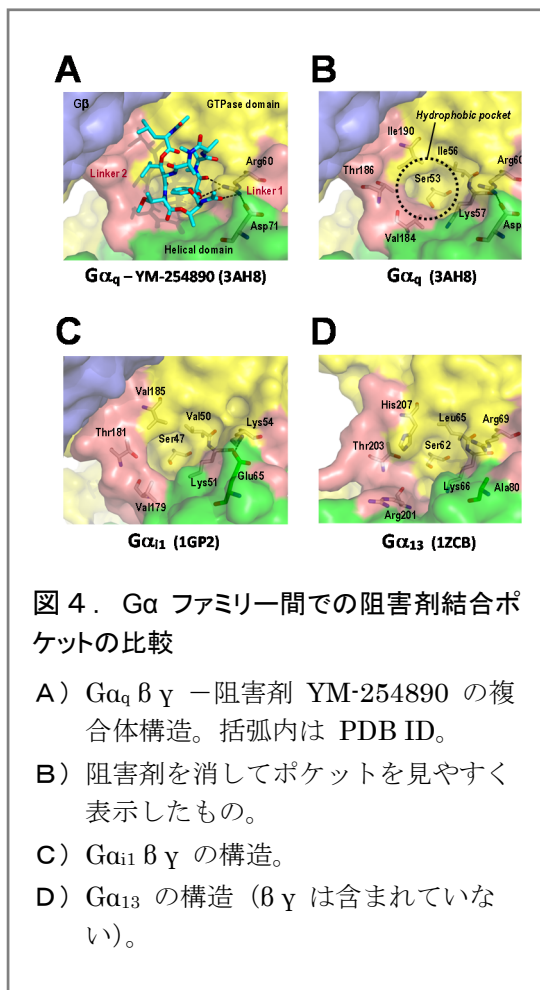 A
B
Gβ
GTPase domain
Hydrophobic pocket
Ile190
Ile56
Arg60
Arg60
Linker 2
Linker 1
Thr186
Ser53
Lys57
Asp71
Asp
Val184
Helical domain
Gαq – YM-254890 (3AH8)
Gαq (3AH8)
C
D
Val185
His207
Leu65
Val50
Lys54
Arg69
Thr181
Ser47
Thr203
Ser62
Lys51
Glu65
Lys66
Ala80
Val179
Arg201
Gαi1 (1GP2)
Gα13 (1ZCB)
図 4. Gα ファミリー間での阻害剤結合ポ
ケットの比較
A) Gαq β γ -阻害剤 YM-254890 の複
合体構造。括弧内は PDB ID。
B) 阻害剤を消してポケットを見やすく
表示したもの。
C) Gαi1 β γ の構造。
D) Gα13 の構造(β γ は含まれていな
い)。